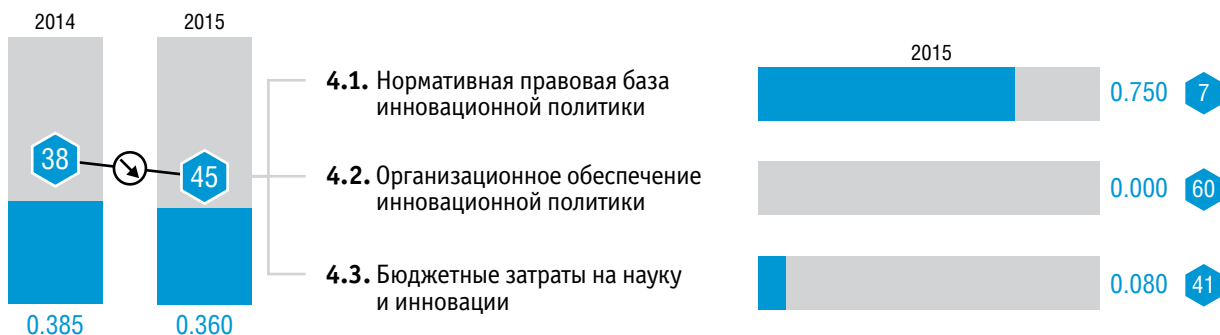 2014
2015
38
45
0.385
0.360
4.1. Нормативная правовая база
инновационной политики
4.2. Организационное обеспечение
инновационной политики
4.3. Бюджетные затраты на науку
и инновации
2015
0.750
7
0.000
60
0.080
41